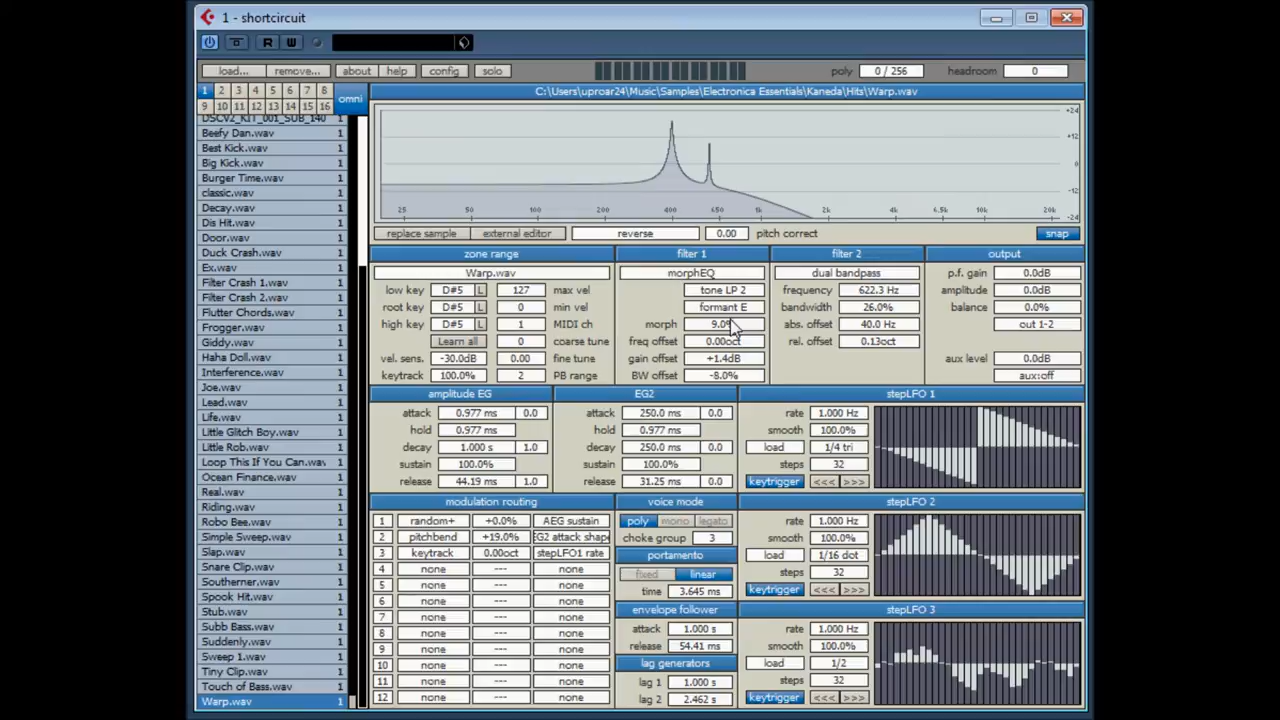 1 - shortcircuit
R W
load... remove... about help config solo poly 0 / 256 headroom 0
1 2 3 4 5 6 7 8 omni
9 10 11 12 13 14 15 16
C:\Users\uproar24\Music\Samples\Electronica Essentials\Kaneda\Hits\Warp.wav
DSCV2_KIT_001_SUB_140
Beefy Dan.wav 1
Best Kick.wav 1
Big Kick.wav 1
Burger Time.wav 1
classic.wav 1
Decay.wav 1
Dis Hit.wav 1
Door.wav 1
Duck Crash.wav 1
Ex.wav 1
Filter Crash 1.wav 1
Filter Crash 2.wav 1
Flutter Chords.wav 1
Frogger.wav 1
Giddy.wav 1
Haha Doll.wav 1
Interference.wav 1
Joe.wav 1
Lead.wav 1
Life.wav 1
Little Glitch Boy.wav 1
Little Rob.wav 1
Loop This If You Can.wav 1
Ocean Finance.wav 1
Real.wav 1
Riding.wav 1
Robo Bee.wav 1
Simple Sweep.wav 1
Slap.wav 1
Snare Clip.wav 1
Southerner.wav 1
Spook Hit.wav 1
Stub.wav 1
Subb Bass.wav 1
Suddenly.wav 1
Sweep 1.wav 1
Tiny Clip.wav 1
Touch of Bass.wav 1
Warp.wav 1
+24
+12
0
-12
-24
25 50 100 200 400 650 1k 2k 4k 6.5k 10k 20k
replace sample external editor reverse 0.00 pitch correct snap
zone range
Warp.wav
low key D#5 L 127 max vel
root key D#5 L 0 min vel
high key D#5 L 1 MIDI ch
Learn all 0 coarse tune
vel. sens. -30.0dB 0.00 fine tune
keytrack 100.0% 2 PB range
filter 1
morphEQ
tone LP 2
formant E
morph 9.0%
freq offset 0.00oct
gain offset +1.4dB
BW offset -8.0%
filter 2
dual bandpass
frequency 622.3 Hz
bandwidth 26.0%
abs. offset 40.0 Hz
rel. offset 0.13oct
output
p.f. gain 0.0dB
amplitude 0.0dB
balance 0.0%
out 1-2
aux level 0.0dB
aux:off
amplitude EG
attack 0.977 ms 0.0
hold 0.977 ms
decay 1.000 s 1.0
sustain 100.0%
release 44.19 ms 1.0
EG2
attack 250.0 ms 0.0
hold 0.977 ms
decay 250.0 ms 0.0
sustain 100.0%
release 31.25 ms 0.0
stepLFO 1
rate 1.000 Hz
smooth 100.0%
load 1/4 tri
steps 32
keytrigger <<< >>>
modulation routing
1 random+ +0.0% AEG sustain
2 pitchbend +19.0% EG2 attack shape
3 keytrack 0.00oct stepLFO1 rate
4 none --- none
5 none --- none
6 none --- none
7 none --- none
8 none --- none
9 none --- none
10 none --- none
11 none --- none
12 none --- none
voice mode
poly mono legato
choke group 3
portamento
fixed linear
time 3.645 ms
envelope follower
attack 1.000 s
release 54.41 ms
lag generators
lag 1 1.000 s
lag 2 2.462 s
stepLFO 2
rate 1.000 Hz
smooth 100.0%
load 1/16 dot
steps 32
keytrigger <<< >>>
stepLFO 3
rate 1.000 Hz
smooth 100.0%
load 1/2
steps 32
keytrigger <<< >>>